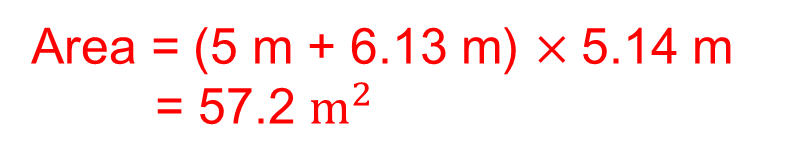 Area = (5 m + 6.13 m) × 5.14 m
= 57.2 m²